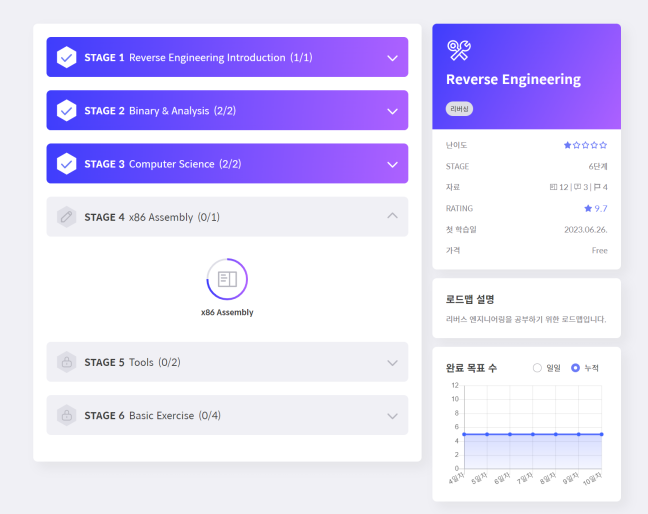 STAGE 1 Reverse Engineering Introduction (1/1)
STAGE 2 Binary & Analysis (2/2)
STAGE 3 Computer Science (2/2)
STAGE 4 x86 Assembly (0/1)
x86 Assembly
STAGE 5 Tools (0/2)
STAGE 6 Basic Exercise (0/4)
Reverse Engineering
리버싱
난이도
STAGE 6단계
자료 12 | 3 | 4
RATING 9.7
첫 학습일 2023.06.26.
가격 Free
로드맵 설명
리버스 엔지니어링을 공부하기 위한 로드맵입니다.
완료 목표 수 일일 누적
12
10
8
6
4
2
0
4일차 5일차 6일차 7일차 8일차 9일차 10일차